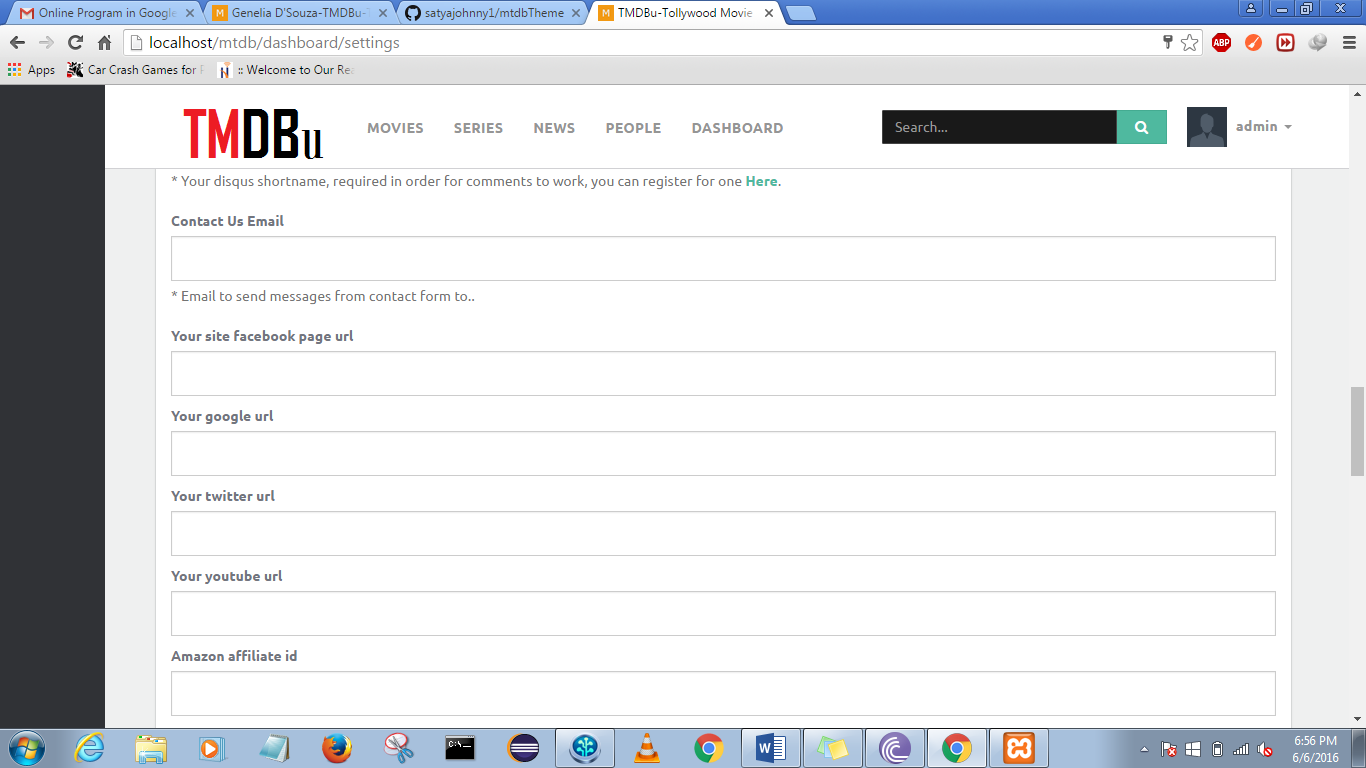 Online Program in Google
Genelia D'Souza-TMDBu-
satyajohnny1/mtdbTheme
TMDBu-Tollywood Movie
localhost/mtdb/dashboard/settings
ABP
Apps
Car Crash Games for
:: Welcome to Our Rea
TMDBu
MOVIES
SERIES
NEWS
PEOPLE
DASHBOARD
Search...
admin
* Your disqus shortname, required in order for comments to work, you can register for one Here.
Contact Us Email
* Email to send messages from contact form to..
Your site facebook page url
Your google url
Your twitter url
Your youtube url
Amazon affiliate id
6:56 PM
6/6/2016